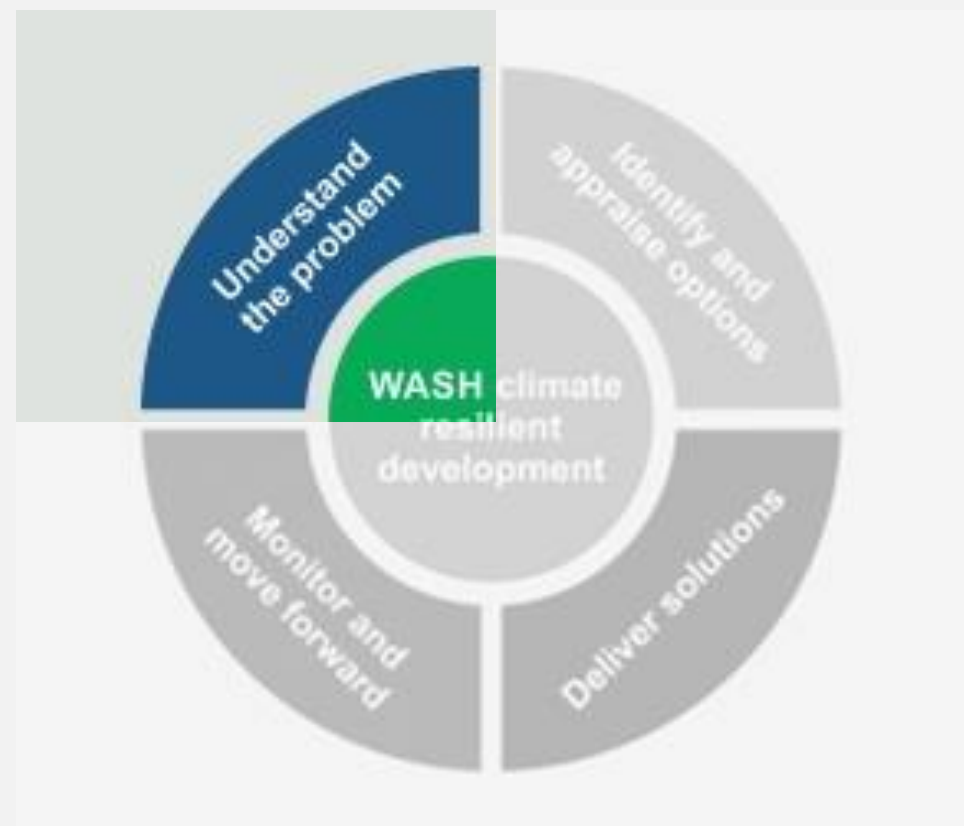 Understand
the problem
Identify and
appraise options
WASH climate
resilient
development
Monitor and
move forward
Deliver solutions